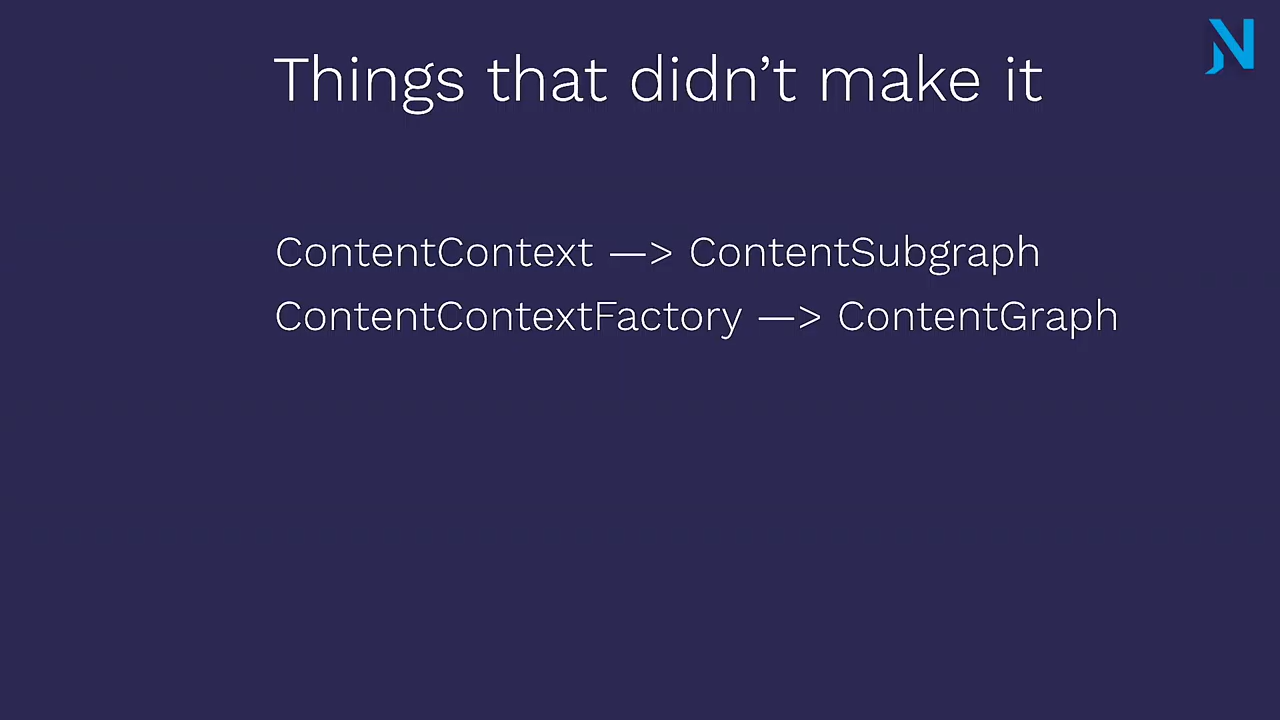 Things that didn’t make it
ContentContext —> ContentSubgraph
ContentContextFactory —> ContentGraph